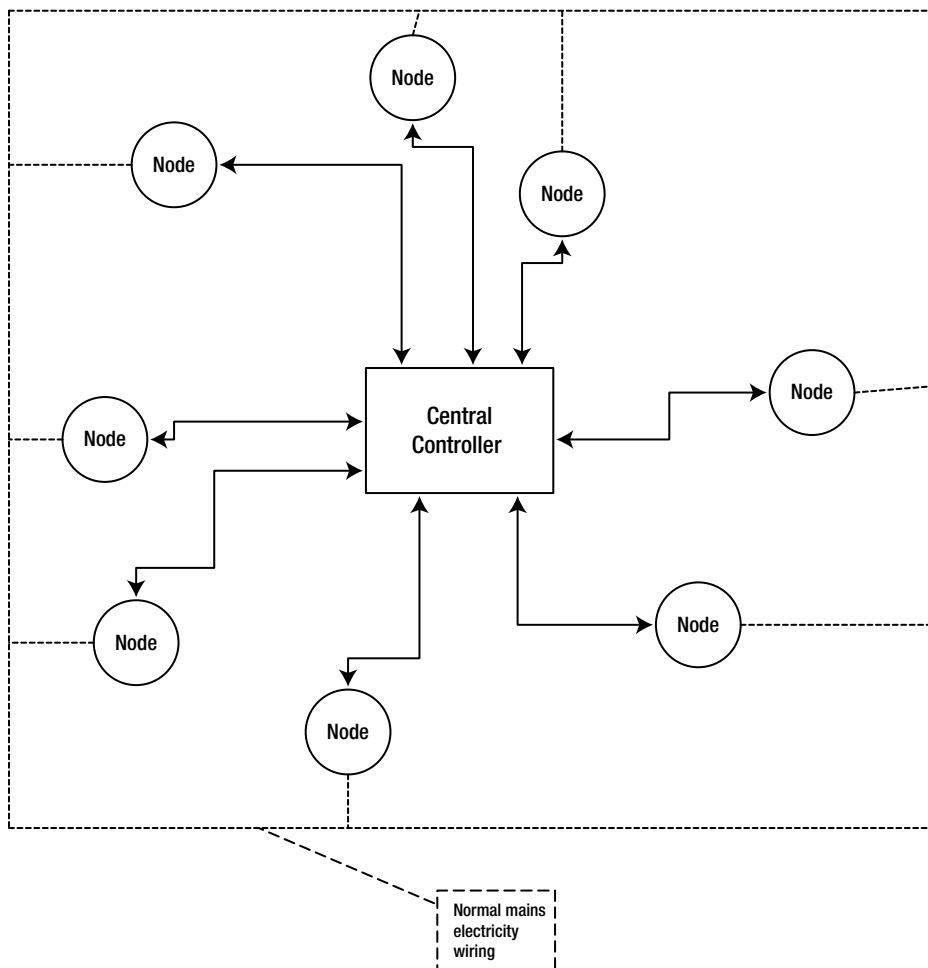 Node
Node
Node
Node
Central
Controller
Node
Node
Node
Node
Node
Normal mains
electricity
wiring